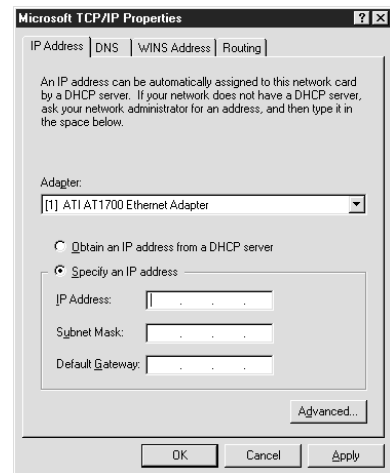 Microsoft TCP/IP Properties
IP Address DNS WINS Address Routing
An IP address can be automatically assigned to this network card
by a DHCP server. If your network does not have a DHCP server,
ask your network administrator for an address, and then type it in
the space below.
Adapter:
[1] ATI AT1700 Ethernet Adapter
Obtain an IP address from a DHCP server
Specify an IP address
IP Address: . . .
Subnet Mask: . . .
Default Gateway: . . .
Advanced...
OK Cancel Apply